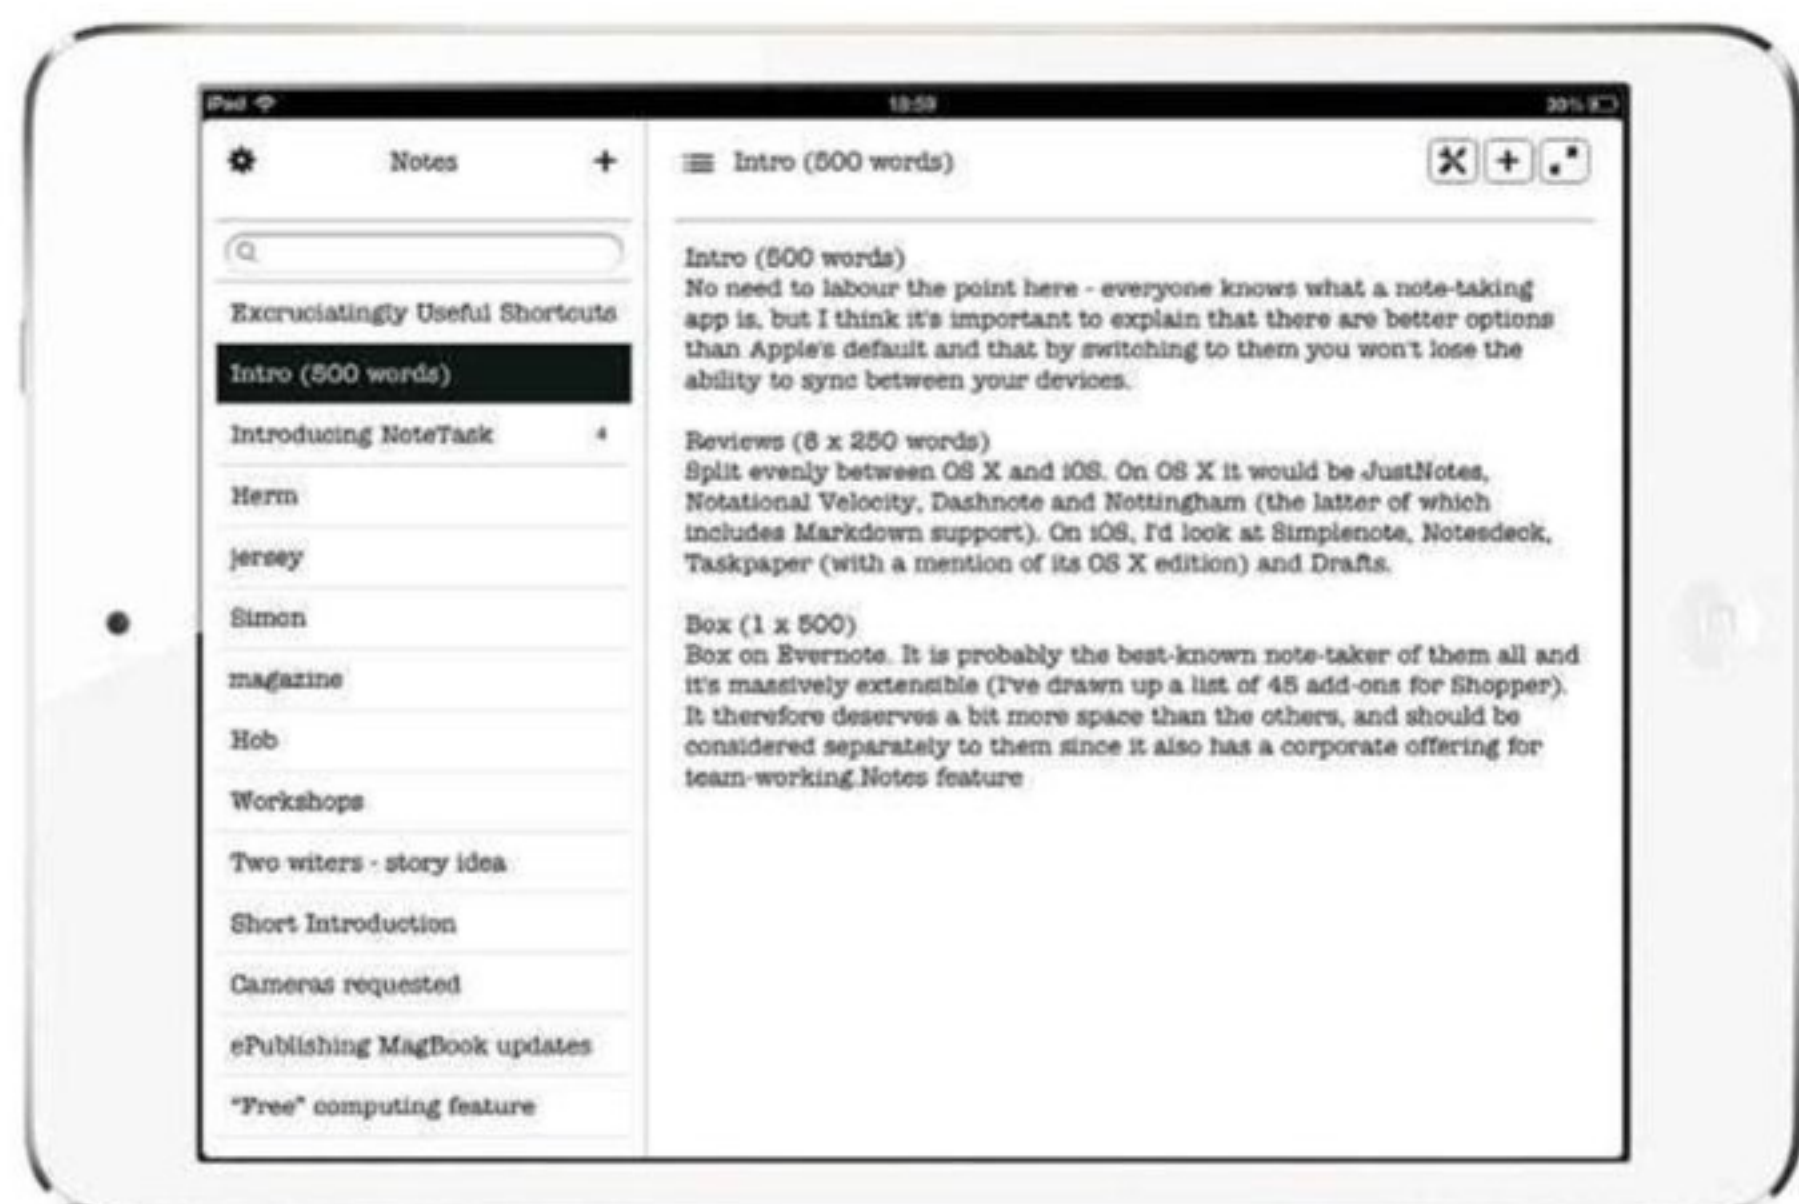 iPad
18:59
39%
Notes
+
Intro (500 words)
+
Excruciatingly Useful Shortcuts
Intro (500 words)
Introducing NoteTask 4
Herm
jersey
Simon
magazine
Hob
Workshops
Two witers - story idea
Short Introduction
Cameras requested
ePublishing MagBook updates
"Free" computing feature
Intro (500 words)
No need to labour the point here - everyone knows what a note-taking
app is, but I think it's important to explain that there are better options
than Apple's default and that by switching to them you won't lose the
ability to sync between your devices.
Reviews (8 x 250 words)
Split evenly between OS X and iOS. On OS X it would be JustNotes,
Notational Velocity, Dashnote and Nottingham (the latter of which
includes Markdown support). On iOS, I'd look at Simplenote, Notesdeck,
Taskpaper (with a mention of its OS X edition) and Drafts.
Box (1 x 500)
Box on Evernote. It is probably the best-known note-taker of them all and
it's massively extensible (I've drawn up a list of 45 add-ons for Shopper).
It therefore deserves a bit more space than the others, and should be
considered separately to them since it also has a corporate offering for
team-working.Notes feature